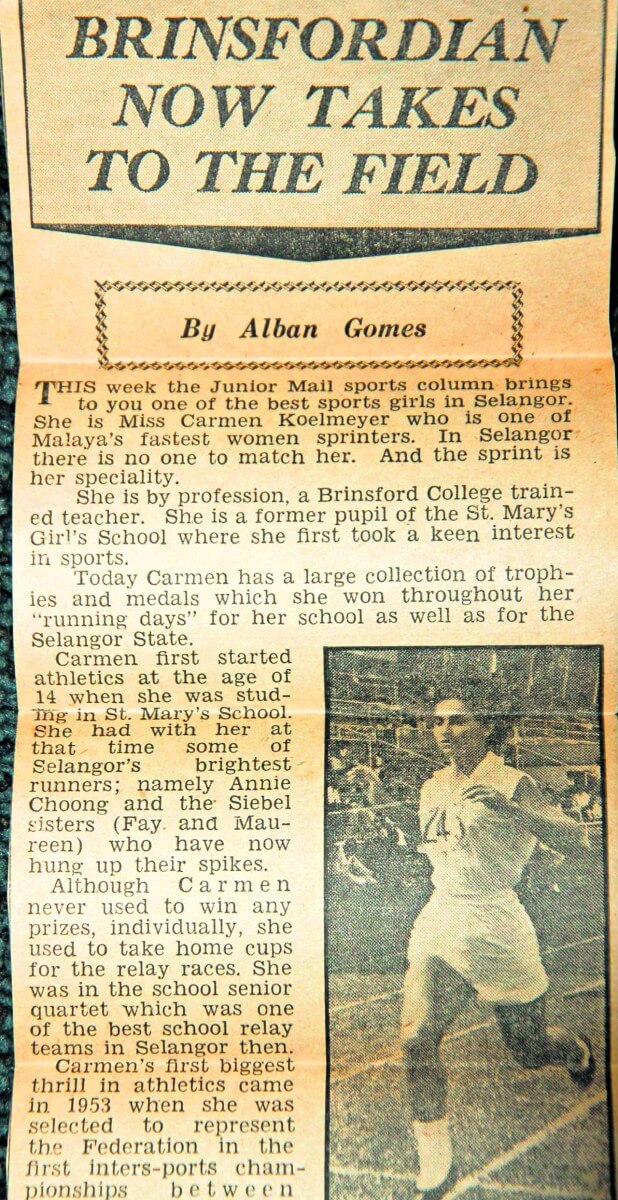 BRINSFORDIAN
NOW TAKES
TO THE FIELD
By Alban Gomes
THIS week the Junior Mail sports column brings
to you one of the best sports girls in Selangor.
She is Miss Carmen Koelmeyer who is one of
Malaya's fastest women sprinters. In Selangor
there is no one to match her. And the sprint is
her speciality.
She is by profession, a Brinsford College train-
ed teacher. She is a former pupil of the St. Mary's
Girl's School where she first took a keen interest
in sports.
Today Carmen has a large collection of troph-
ies and medals which she won throughout her
"running days" for her school as well as for the
Selangor State.
Carmen first started
athletics at the age of
14 when she was stud-
ing in St. Mary's School.
She had with her at
that time some of
Selangor's brightest
runners; namely Annie
Choong and the Siebel
sisters (Fay and Mau-
reen) who have now
hung up their spikes.
Although Carmen
never used to win any
prizes, individually, she
used to take home cups
for the relay races. She
was in the school senior
quartet which was one
of the best school relay
teams in Selangor then.
Carmen's first biggest
thrill in athletics came
in 1953 when she was
selected to represent
the Federation in the
first inters-ports cham-
pionships between